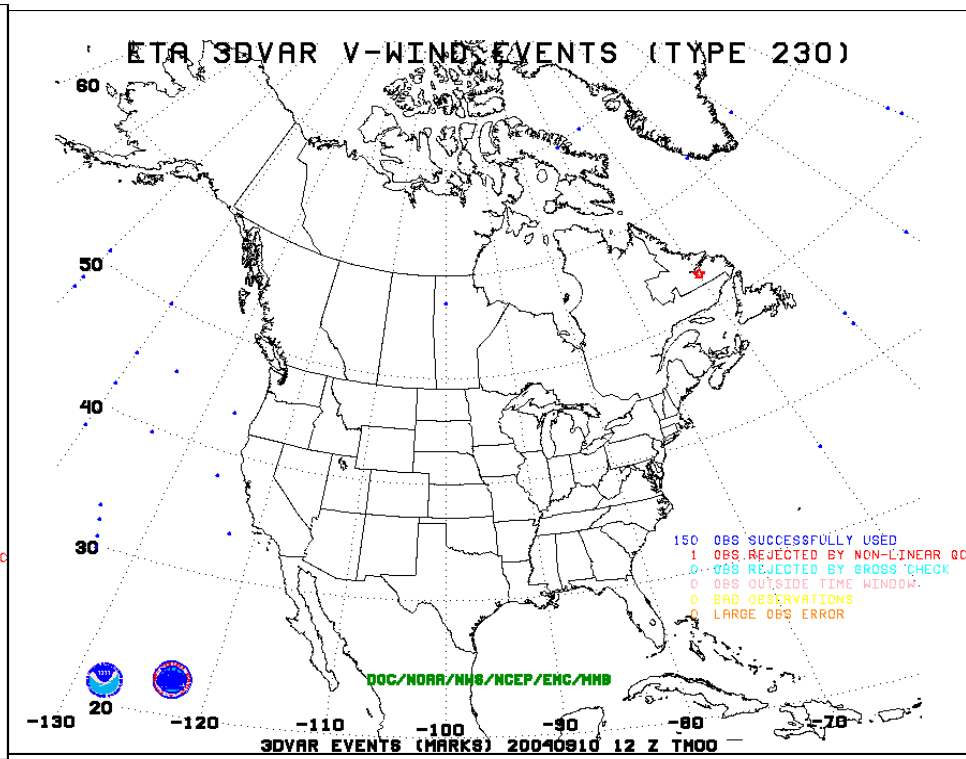 ETA 3DVAR V-WIND EVENTS (TYPE 230)
60
50
40
30
150 OBS SUCCESSFULLY USED
1 OBS REJECTED BY NON-LINEAR QC
0 OBS REJECTED BY GROSS CHECK
0 OBS OUTSIDE TIME WINDOW
0 BAD OBSERVATIONS
0 LARGE OBS ERROR
C
DOC/NOAA/NWS/NCEP/EMC/MMB
20
-130 -120 -110 -100 -90 -80 -70
3DVAR EVENTS (MARKS) 20040910 12 Z TM00